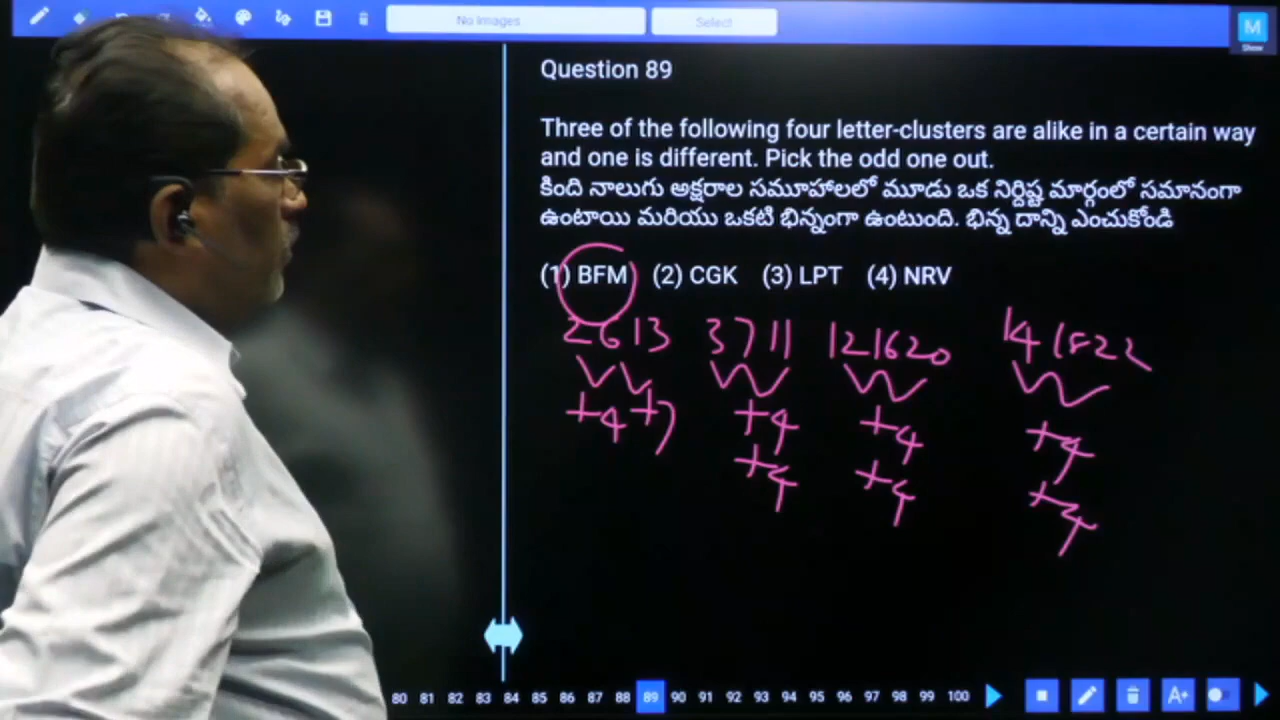 No Images Select
M
Show
Question 89
Three of the following four letter-clusters are alike in a certain way
and one is different. Pick the odd one out.
కింది నాలుగు అక్షరాల సమూహాలలో మూడు ఒక నిర్దిష్ట మార్గంలో సమానంగా
ఉంటాయి మరియు ఒకటి భిన్నంగా ఉంటుంది. భిన్న దాన్ని ఎంచుకోండి
(1) BFM (2) CGK (3) LPT (4) NRV
2 6 13 3 7 11 12 16 20 14 18 22
+4 +7 +4 +4 +4
+4 +4 +4
80 81 82 83 84 85 86 87 88 89 90 91 92 93 94 95 96 97 98 99 100
A+